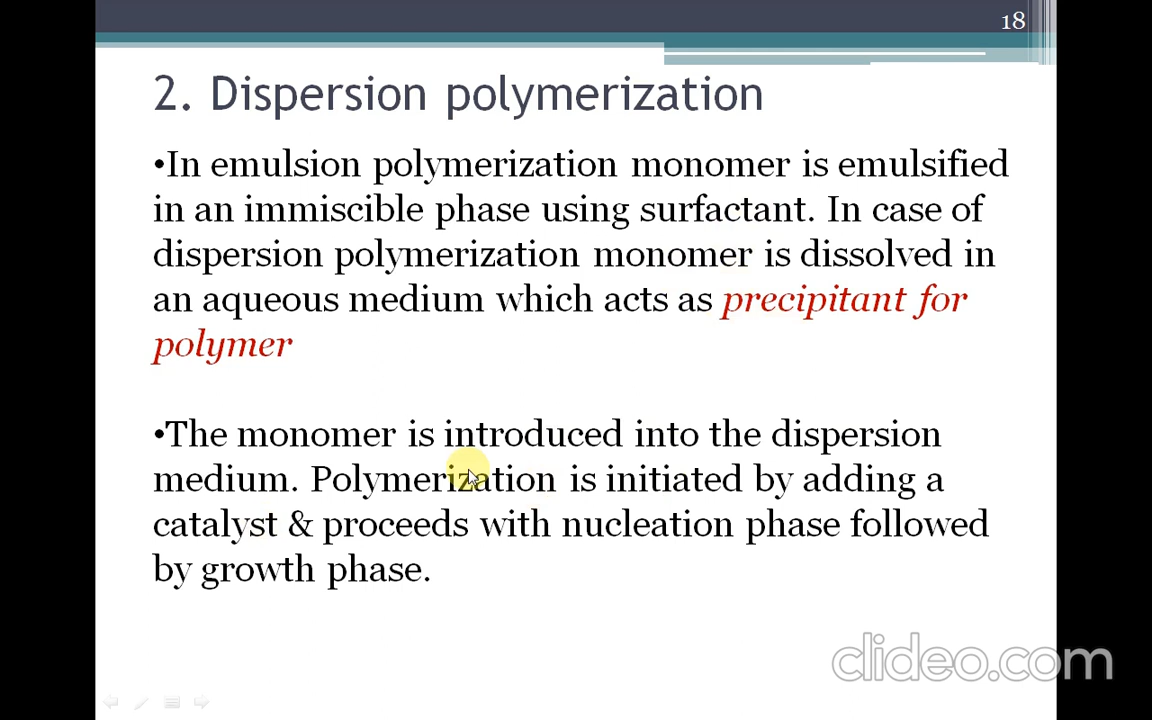 18
2. Dispersion polymerization
•In emulsion polymerization monomer is emulsified
in an immiscible phase using surfactant. In case of
dispersion polymerization monomer is dissolved in
an aqueous medium which acts as precipitant for
polymer
•The monomer is introduced into the dispersion
medium. Polymerization is initiated by adding a
catalyst & proceeds with nucleation phase followed
by growth phase.
clideo.com